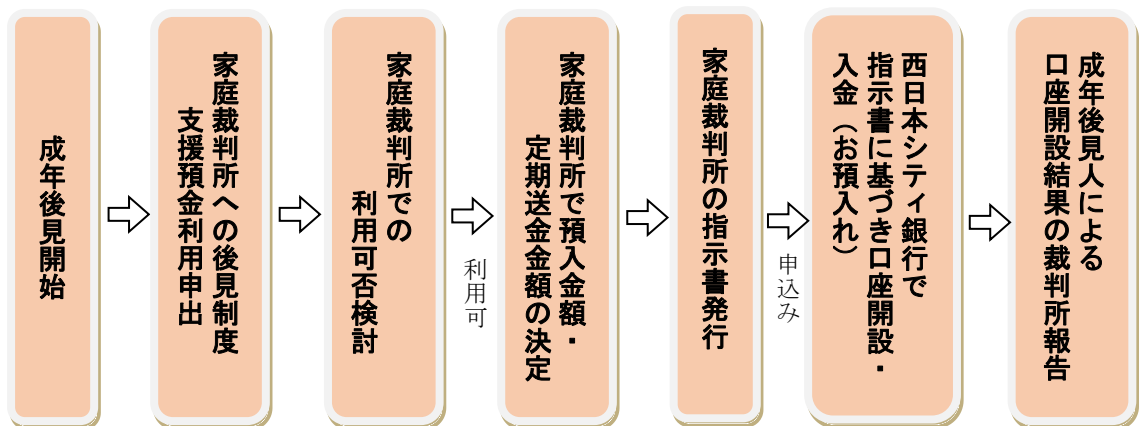 成年後見開始
家庭裁判所への後見制度
支援預金利用申出
家庭裁判所での
利用可否検討
利用可
家庭裁判所で預入金額・
定期送金金額の決定
家庭裁判所の指示書発行
申込み
西日本シティ銀行で
指示書に基づき口座開設・
入金（お預入れ）
成年後見人による
口座開設結果の裁判所報告